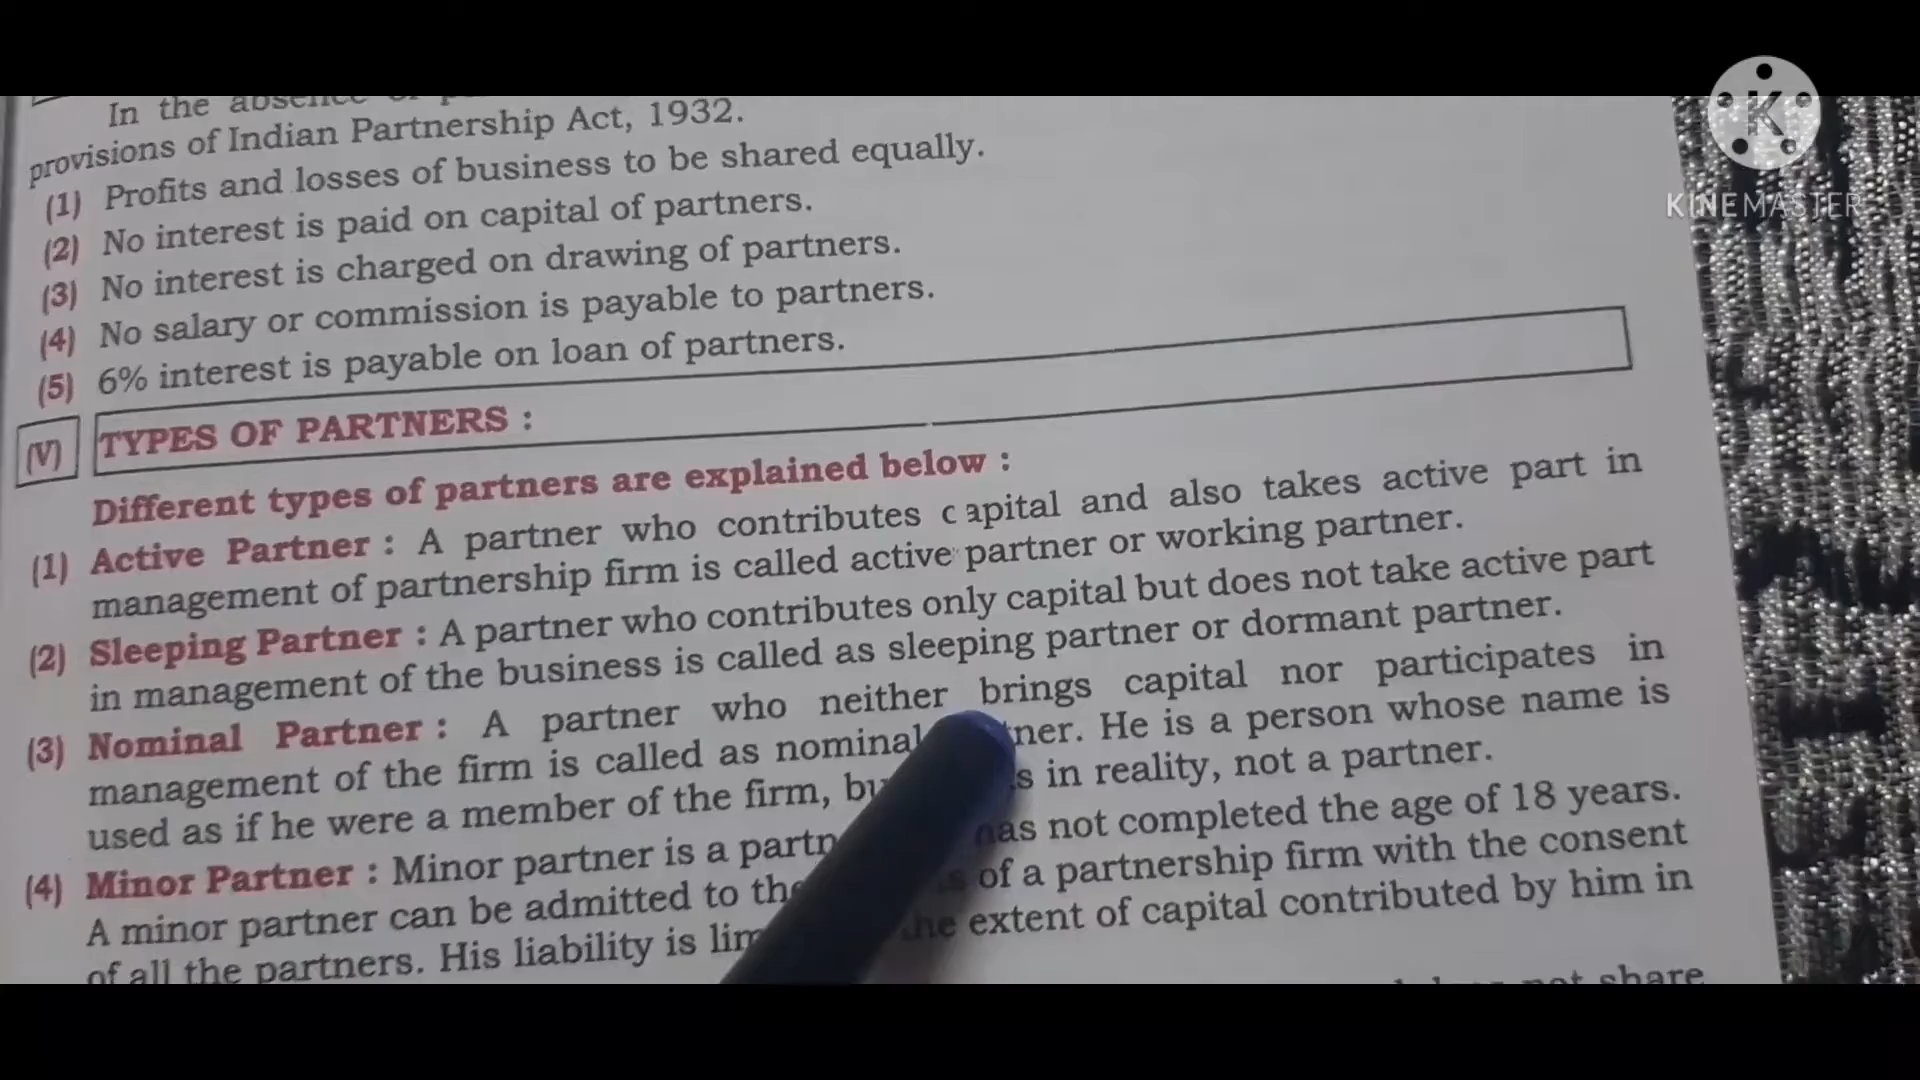 In the absence of
provisions of Indian Partnership Act, 1932.
(1) Profits and losses of business to be shared equally.
(2) No interest is paid on capital of partners.
(3) No interest is charged on drawing of partners.
(4) No salary or commission is payable to partners.
(5) 6% interest is payable on loan of partners.
(V) TYPES OF PARTNERS :
Different types of partners are explained below :
(1) Active Partner : A partner who contributes capital and also takes active part in
management of partnership firm is called active partner or working partner.
(2) Sleeping Partner : A partner who contributes only capital but does not take active part
in management of the business is called as sleeping partner or dormant partner.
(3) Nominal Partner : A partner who neither brings capital nor participates in
management of the firm is called as nominal tner. He is a person whose name is
used as if he were a member of the firm, bu s in reality, not a partner.
(4) Minor Partner : Minor partner is a partn has not completed the age of 18 years.
A minor partner can be admitted to the s of a partnership firm with the consent
of all the partners. His liability is lim the extent of capital contributed by him in
not share
KINEMASTER